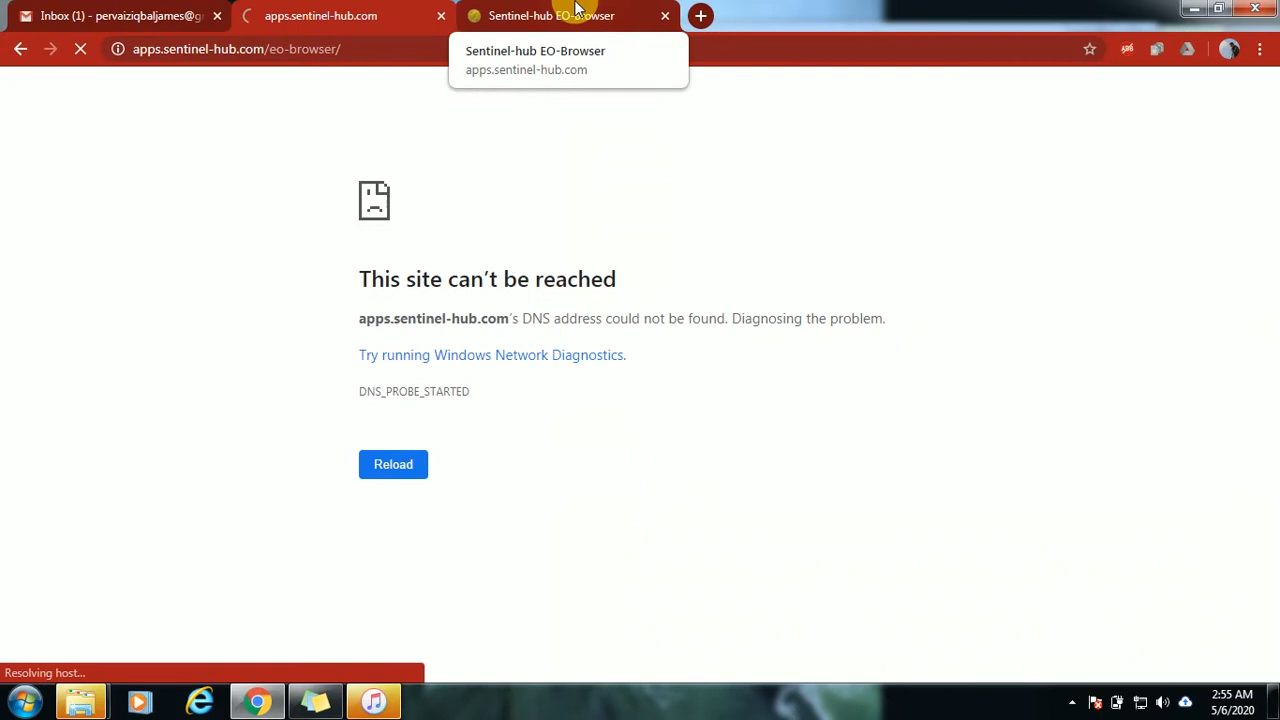 Inbox (1) - pervaiziqbaljames@g
apps.sentinel-hub.com
Sentinel-hub EO-Browser
apps.sentinel-hub.com/eo-browser/
Sentinel-hub EO-Browser
apps.sentinel-hub.com
This site can’t be reached
apps.sentinel-hub.com’s DNS address could not be found. Diagnosing the problem.
Try running Windows Network Diagnostics.
DNS_PROBE_STARTED
Reload
Resolving host...
2:55 AM
5/6/2020